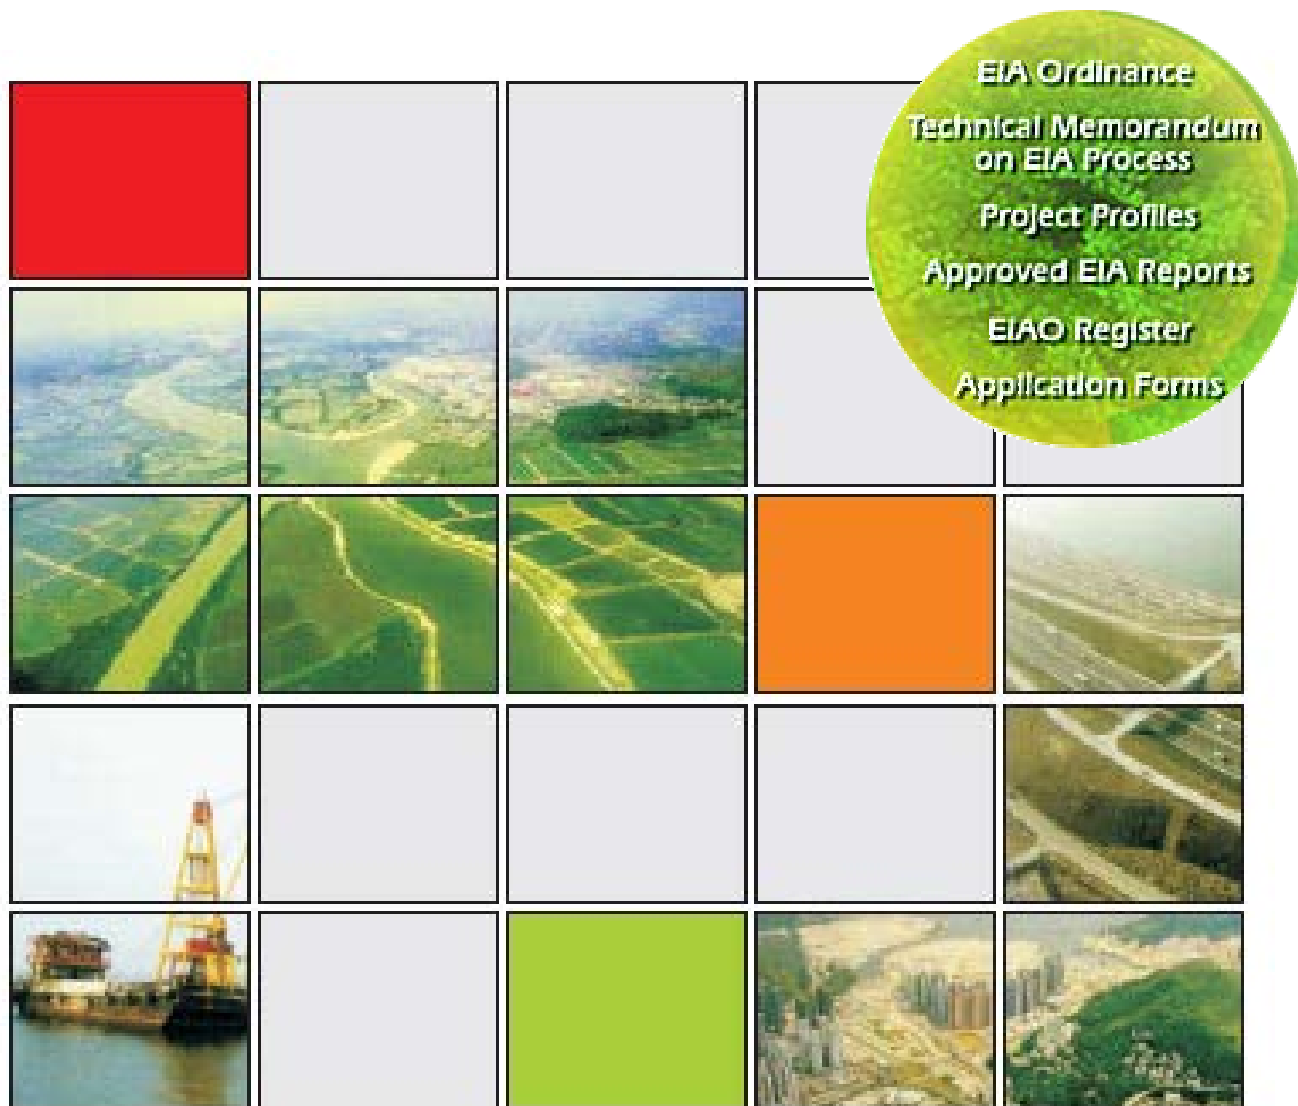 EIA Ordinance
Technical Memorandum
on EIA Process
Project Profiles
Approved EIA Reports
EIAO Register
Application Forms